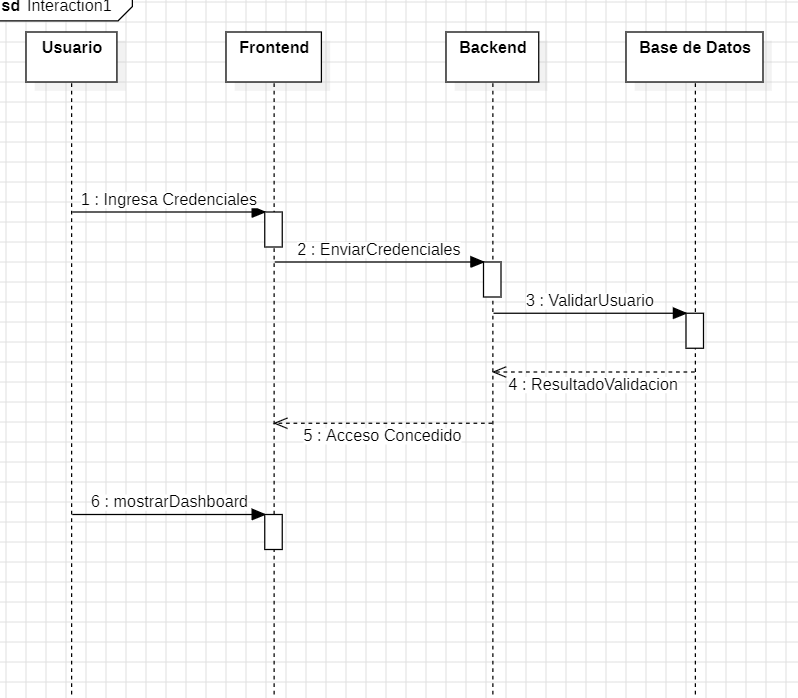 sd Interaction1
Usuario
Frontend
Backend
Base de Datos
1 : Ingresa Credenciales
2 : EnviarCredenciales
3 : ValidarUsuario
4 : ResultadoValidacion
5 : Acceso Concedido
6 : mostrarDashboard